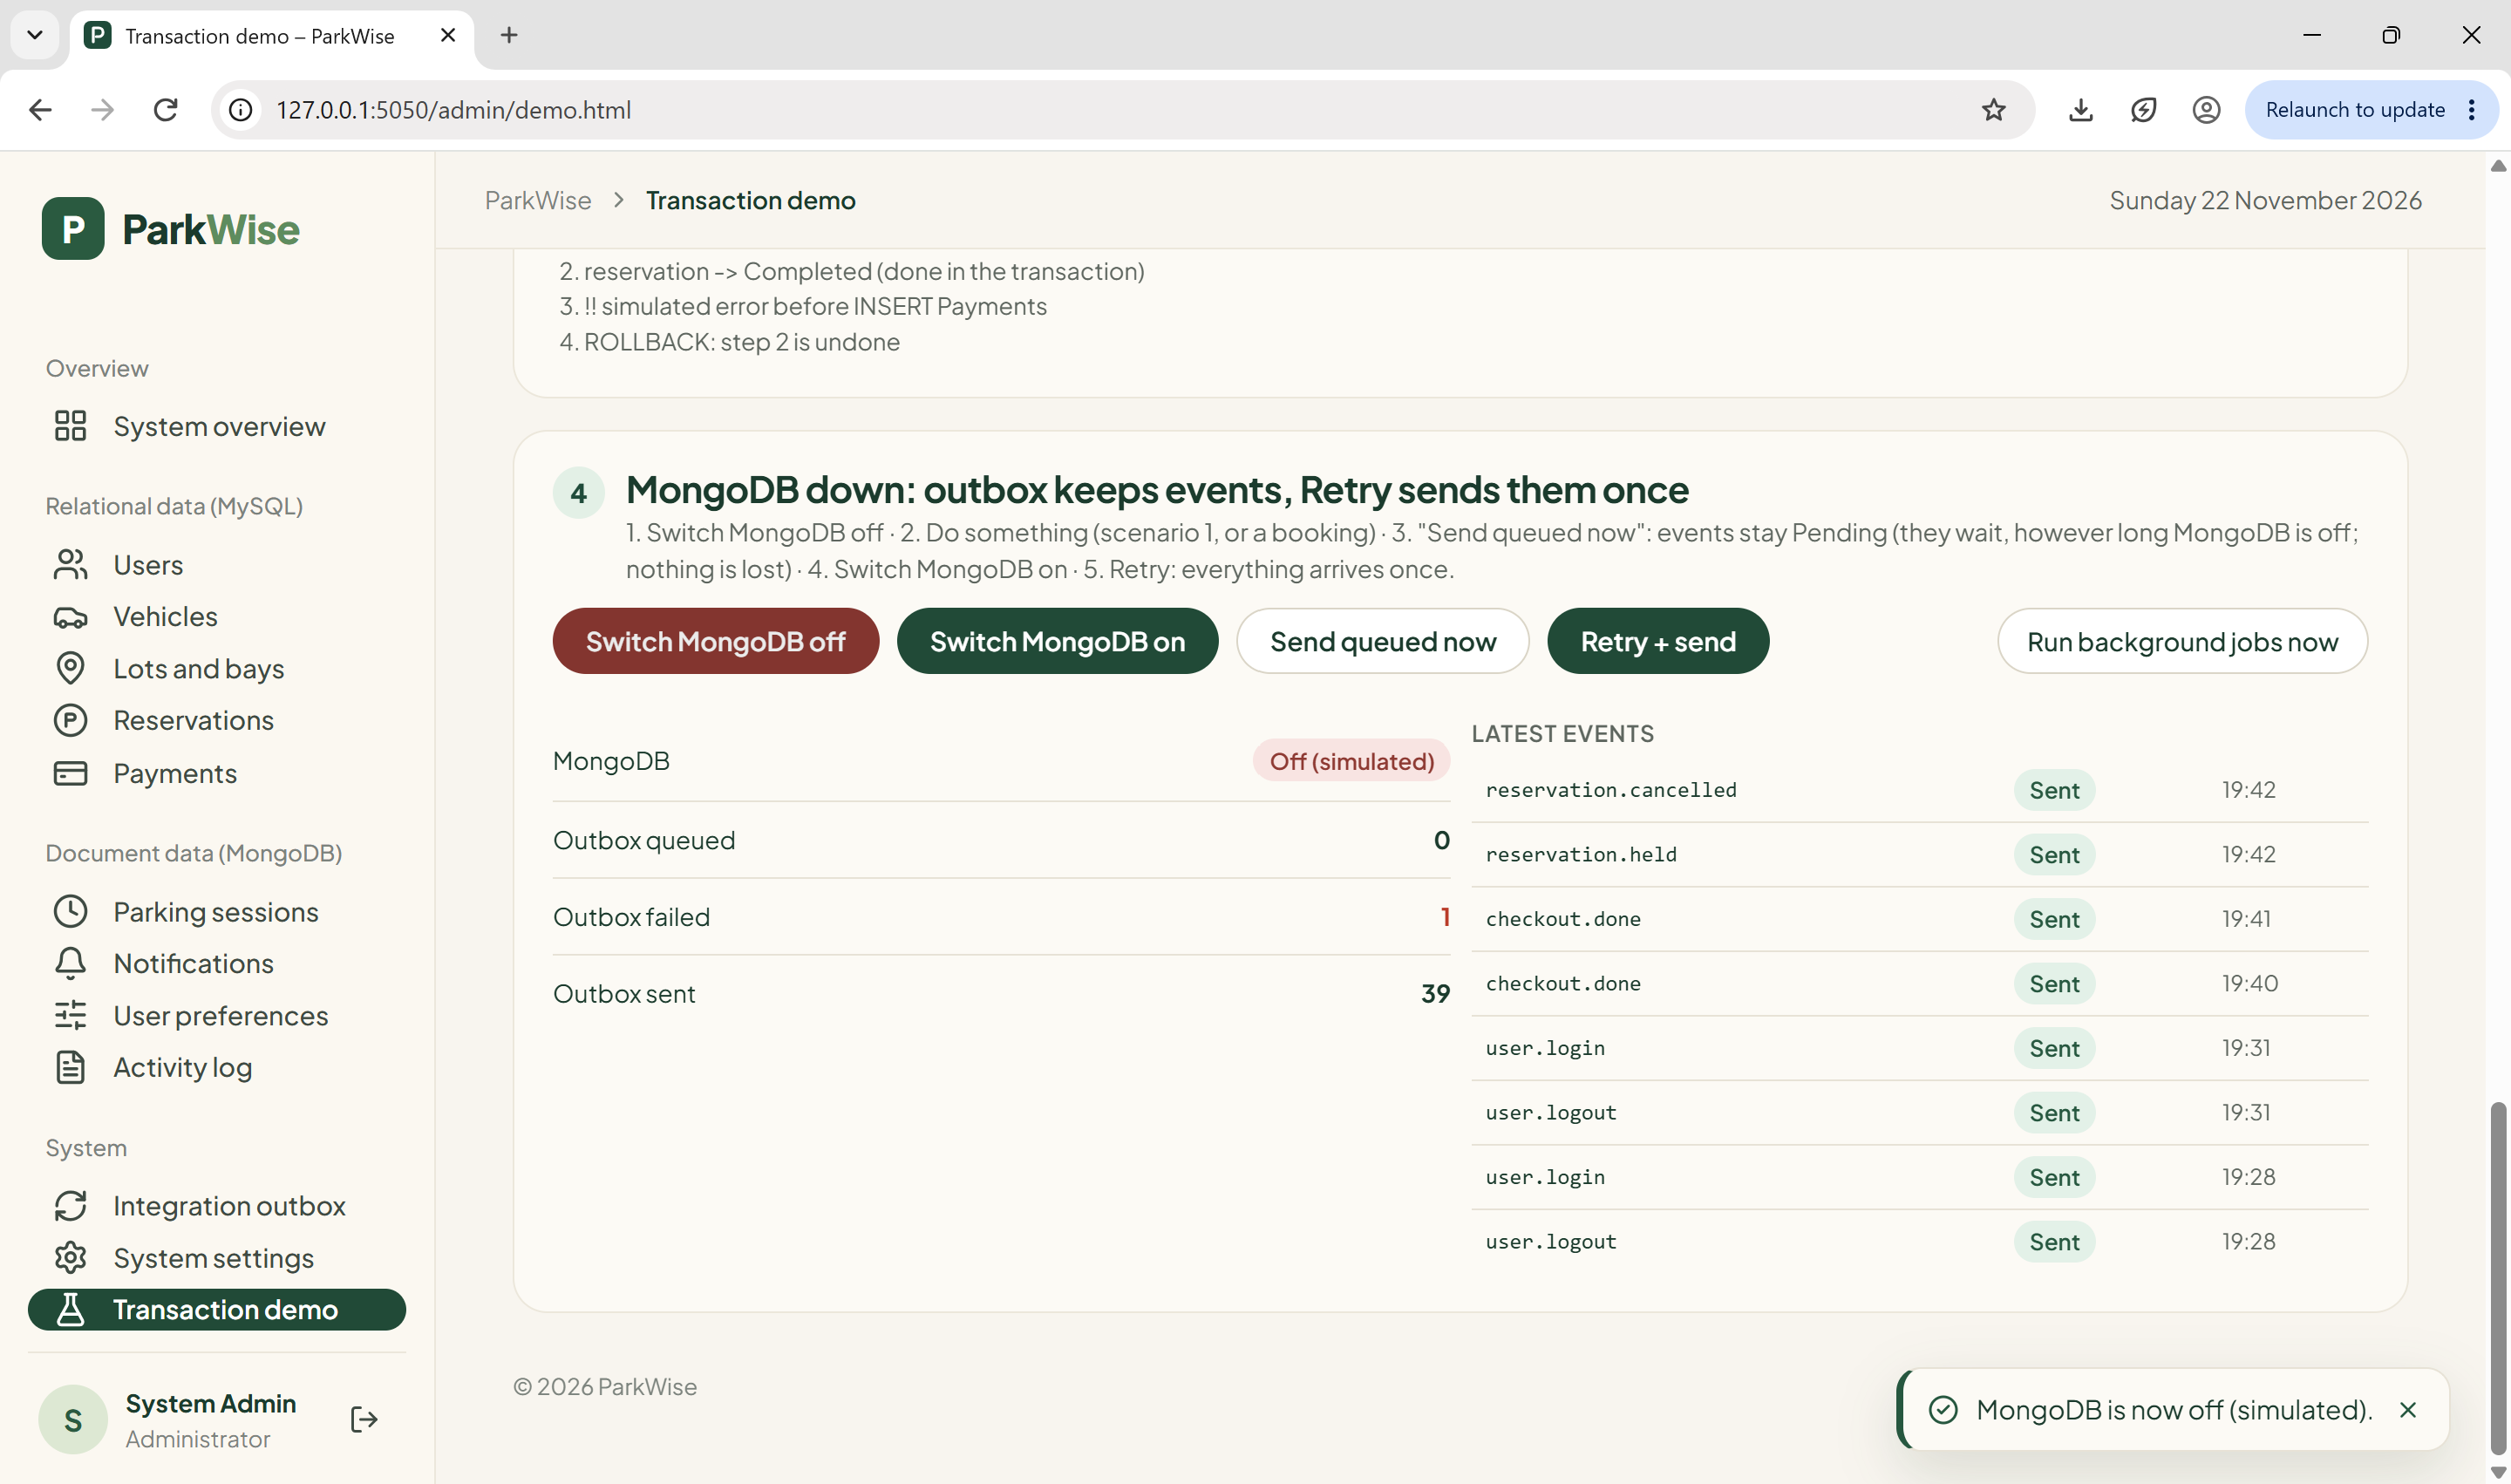 Transaction demo – ParkWise
127.0.0.1:5050/admin/demo.html
Relaunch to update
P ParkWise
Overview
System overview
Relational data (MySQL)
Users
Vehicles
Lots and bays
Reservations
Payments
Document data (MongoDB)
Parking sessions
Notifications
User preferences
Activity log
System
Integration outbox
System settings
Transaction demo
S
System Admin
Administrator
ParkWise > Transaction demo
Sunday 22 November 2026
2. reservation -> Completed (done in the transaction)
3. !! simulated error before INSERT Payments
4. ROLLBACK: step 2 is undone
4 MongoDB down: outbox keeps events, Retry sends them once
1. Switch MongoDB off · 2. Do something (scenario 1, or a booking) · 3. "Send queued now": events stay Pending (they wait, however long MongoDB is off;
nothing is lost) · 4. Switch MongoDB on · 5. Retry: everything arrives once.
Switch MongoDB off Switch MongoDB on Send queued now Retry + send Run background jobs now
MongoDB Off (simulated)
Outbox queued 0
Outbox failed 1
Outbox sent 39
LATEST EVENTS
reservation.cancelled Sent 19:42
reservation.held Sent 19:42
checkout.done Sent 19:41
checkout.done Sent 19:40
user.login Sent 19:31
user.logout Sent 19:31
user.login Sent 19:28
user.logout Sent 19:28
© 2026 ParkWise
MongoDB is now off (simulated).